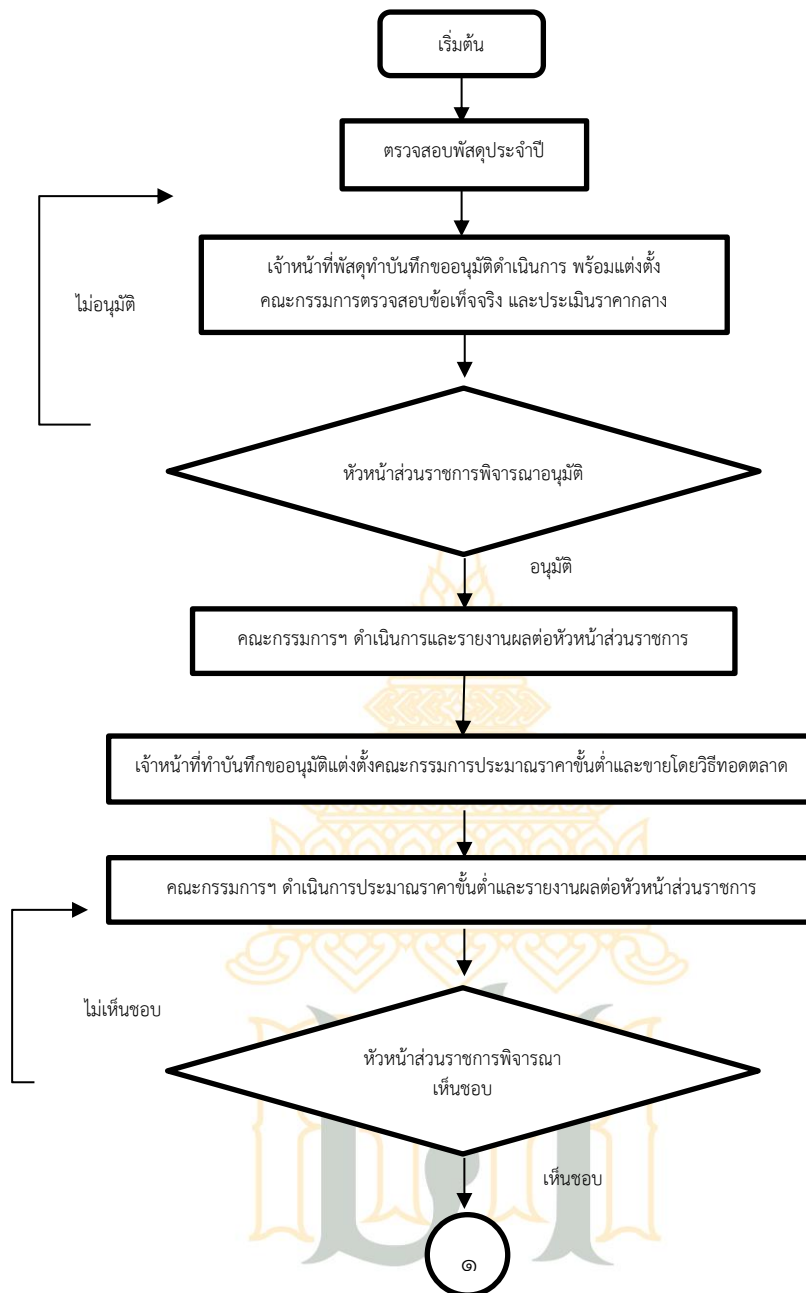 เริ่มต้น
ตรวจสอบพัสดุประจำปี
เจ้าหน้าที่พัสดุทำบันทึกขออนุมัติดำเนินการ พร้อมแต่งตั้ง
คณะกรรมการตรวจสอบข้อเท็จจริง และประเมินราคากลาง
ไม่อนุมัติ
หัวหน้าส่วนราชการพิจารณาอนุมัติ
อนุมัติ
คณะกรรมการฯ ดำเนินการและรายงานผลต่อหัวหน้าส่วนราชการ
เจ้าหน้าที่ทำบันทึกขออนุมัติแต่งตั้งคณะกรรมการประมาณราคาขั้นต่ำและขายโดยวิธีทอดตลาด
คณะกรรมการฯ ดำเนินการประมาณราคาขั้นต่ำและรายงานผลต่อหัวหน้าส่วนราชการ
ไม่เห็นชอบ
หัวหน้าส่วนราชการพิจารณา
เห็นชอบ
เห็นชอบ
๑